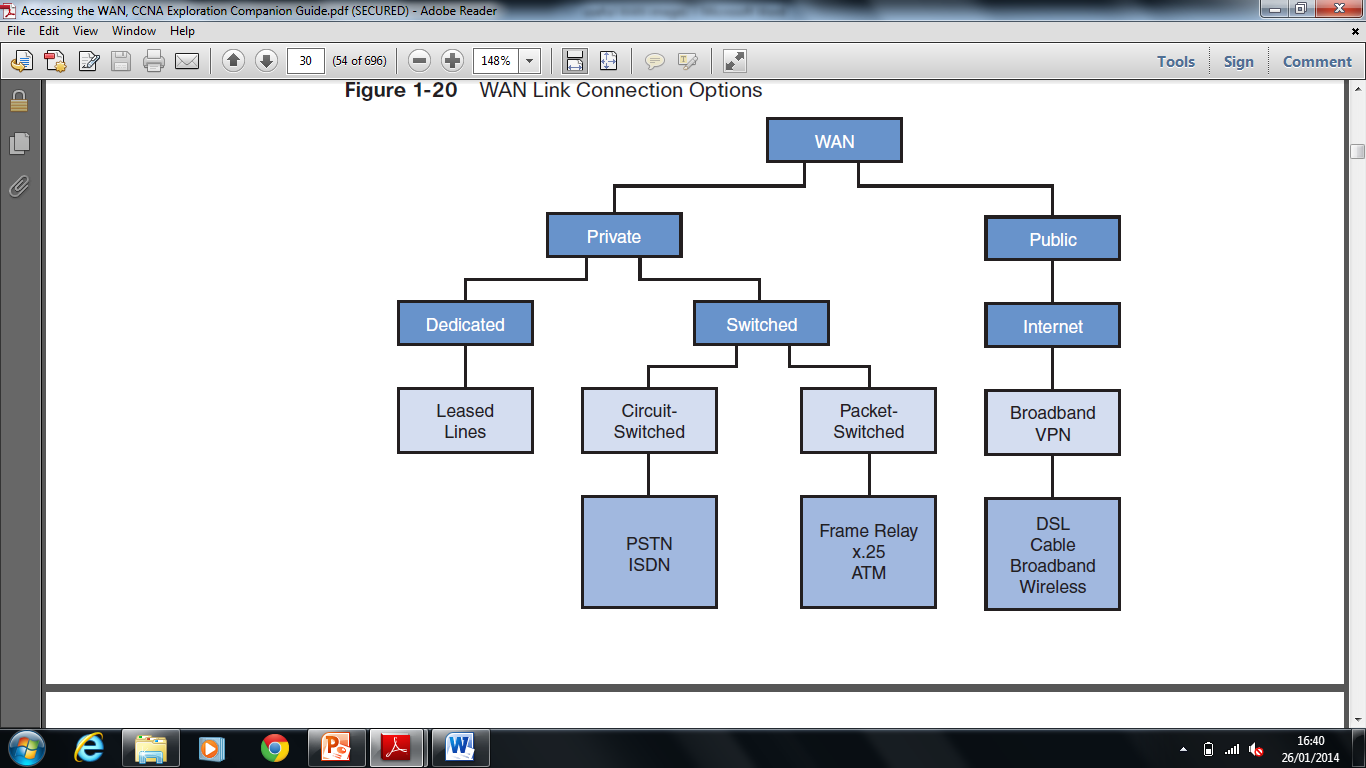 Accessing the WAN, CCNA Exploration Companion Guide.pdf (SECURED) - Adobe Reader
File Edit View Window Help
30 (54 of 696) 148% Tools Sign Comment
Figure 1-20 WAN Link Connection Options
WAN
Private
Public
Dedicated
Switched
Internet
Leased
Lines
Circuit-
Switched
Packet-
Switched
Broadband
VPN
PSTN
ISDN
Frame Relay
x.25
ATM
DSL
Cable
Broadband
Wireless
16:40
26/01/2014